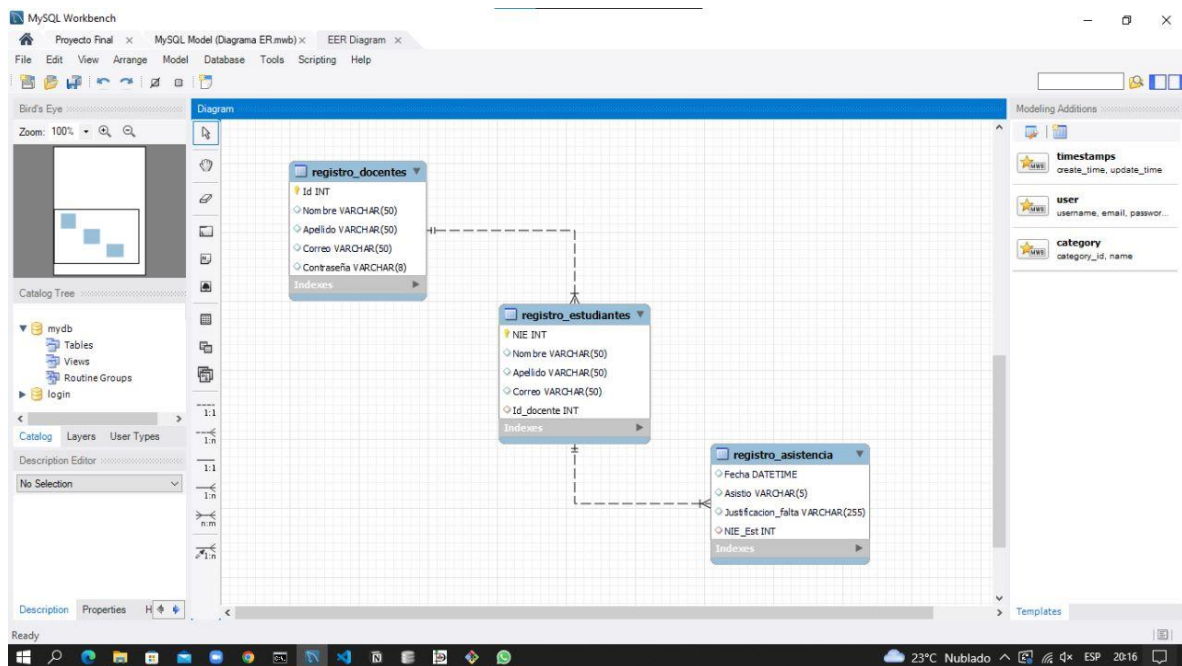 MySQL Workbench
Proyecto Final × MySQL Model (Diagrama ER.mwb) × EER Diagram ×
File Edit View Arrange Model Database Tools Scripting Help
Bird's Eye
Zoom: 100%
Diagram
Modeling Additions
timestamps
create_time, update_time
user
username, email, passwor...
category
category_id, name
registro_docentes
Id INT
Nombre VARCHAR(50)
Apellido VARCHAR(50)
Correo VARCHAR(50)
Contraseña VARCHAR(8)
Indexes
registro_estudiantes
NIE INT
Nombre VARCHAR(50)
Apellido VARCHAR(50)
Correo VARCHAR(50)
Id_docente INT
Indexes
registro_asistencia
Fecha DATETIME
Asistio VARCHAR(5)
Justificacion_falta VARCHAR(255)
NIE_Est INT
Indexes
Catalog Tree
mydb
Tables
Views
Routine Groups
login
Catalog Layers User Types
Description Editor
No Selection
1:1
1:n
1:1
1:n
n:m
1:n
Description Properties H
Templates
Ready
23°C Nublado ESP 20:16